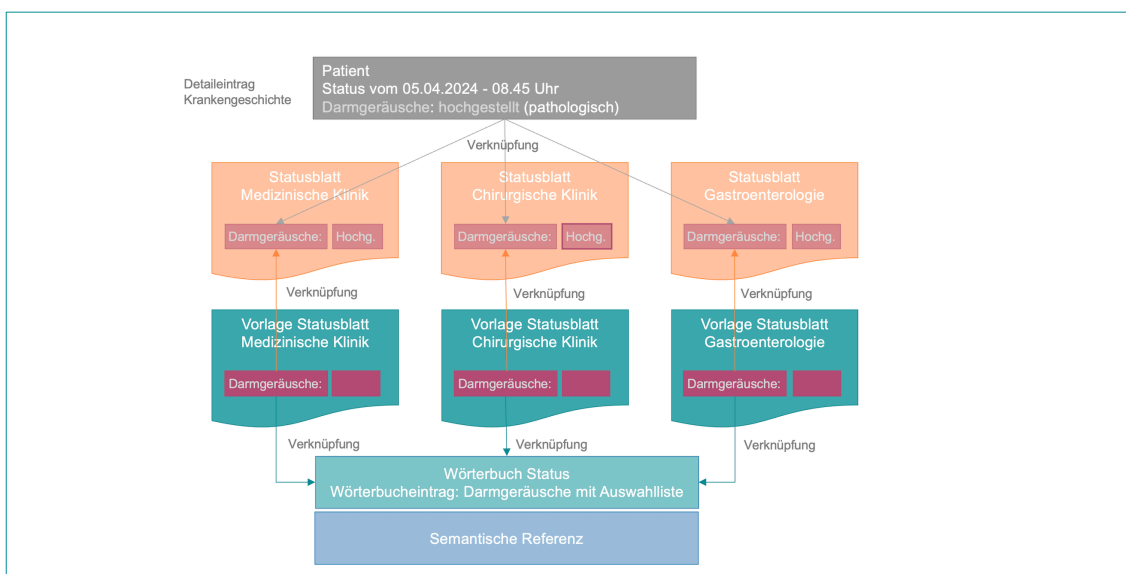 Detaileintrag
Krankengeschichte
Patient
Status vom 05.04.2024 - 08.45 Uhr
Darmgeräusche: hochgestellt (pathologisch)
Verknüpfung
Statusblatt
Medizinische Klinik
Darmgeräusche: Hochg.
Statusblatt
Chirurgische Klinik
Darmgeräusche: Hochg.
Statusblatt
Gastroenterologie
Darmgeräusche: Hochg.
Verknüpfung
Verknüpfung
Verknüpfung
Vorlage Statusblatt
Medizinische Klinik
Darmgeräusche:
Vorlage Statusblatt
Chirurgische Klinik
Darmgeräusche:
Vorlage Statusblatt
Gastroenterologie
Darmgeräusche:
Verknüpfung
Verknüpfung
Verknüpfung
Wörterbuch Status
Wörterbucheintrag: Darmgeräusche mit Auswahlliste
Semantische Referenz